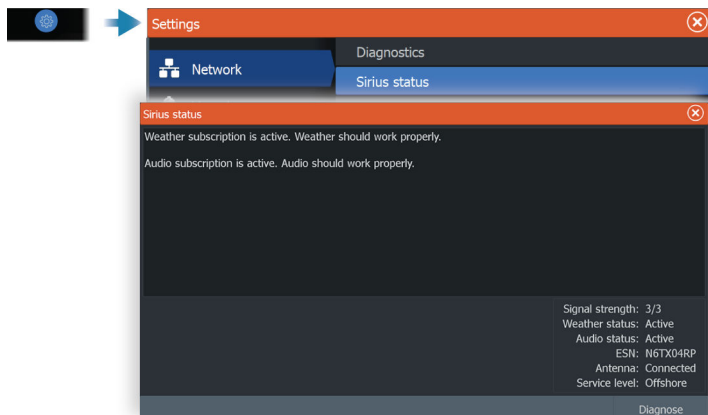 Settings
Network
Diagnostics
Sirius status
Sirius status
Weather subscription is active. Weather should work properly.
Audio subscription is active. Audio should work properly.
Signal strength: 3/3
Weather status: Active
Audio status: Active
ESN: N6TX04RP
Antenna: Connected
Service level: Offshore
Diagnose